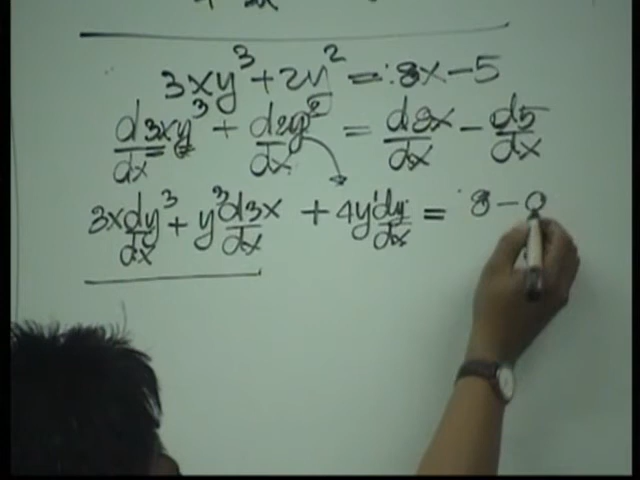 3xy³ + 2y² = 8x − 5
d3xy³/dx + d2y²/dx = d8x/dx − d5/dx
3x dy³/dx + y³ d3x/dx + 4y¹ dy/dx = 8 − 0